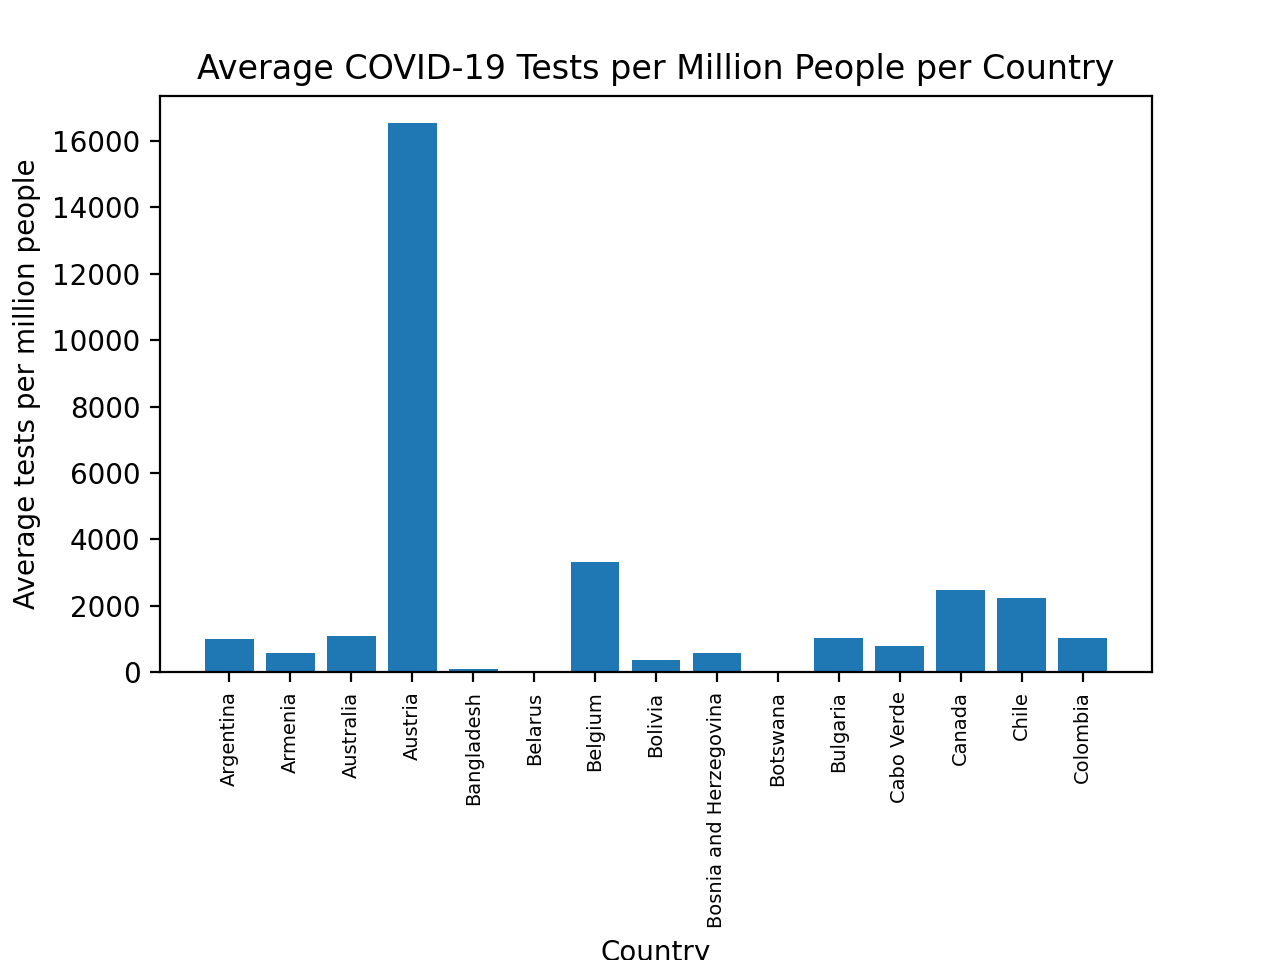 Average COVID-19 Tests per Million People per Country
Average tests per million people
16000
14000
12000
10000
8000
6000
4000
2000
0
Argentina
Armenia
Australia
Austria
Bangladesh
Belarus
Belgium
Bolivia
Bosnia and Herzegovina
Botswana
Bulgaria
Cabo Verde
Canada
Chile
Colombia
Country